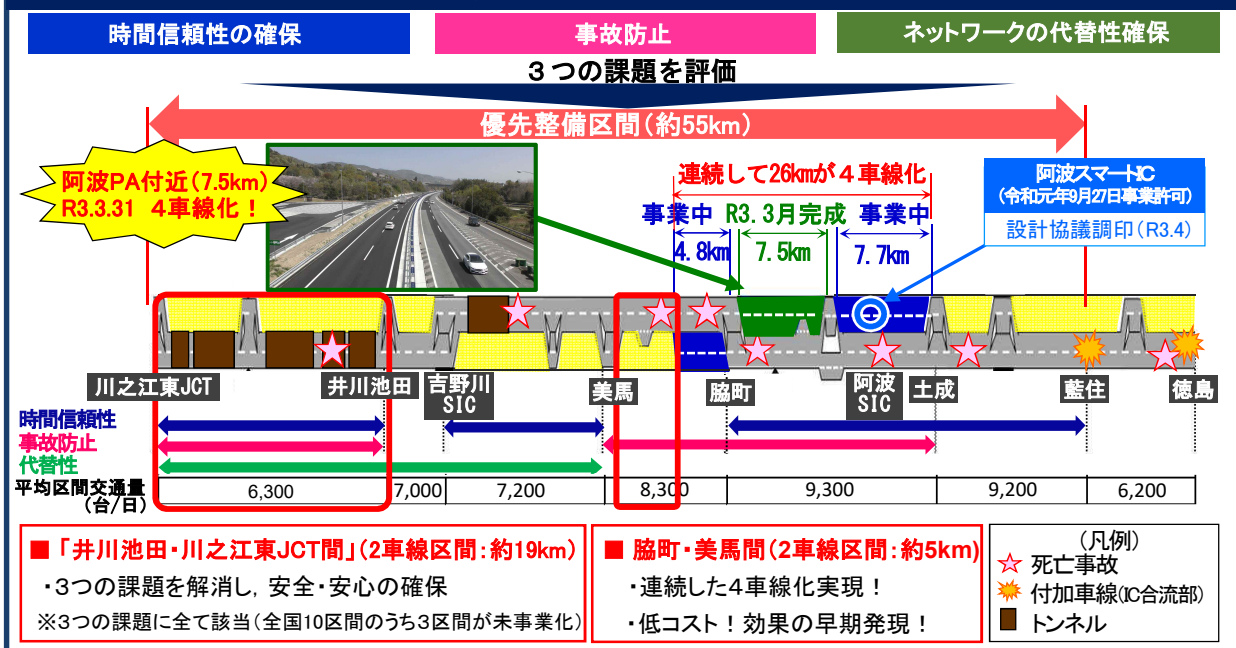 時間信頼性の確保
事故防止
ネットワークの代替性確保
3つの課題を評価
優先整備区間(約55km)
阿波PA付近(7.5km)
R3.3.31 4車線化!
連続して26kmが4車線化
事業中
4.8km
R3.3月完成
7.5km
事業中
7.7km
阿波スマートIC
(令和元年9月27日事業許可)
設計協議調印(R3.4)
川之江東JCT
井川池田
吉野川
SIC
美馬
脇町
阿波
SIC
土成
藍住
徳島
時間信頼性
事故防止
代替性
平均区間交通量
(台/日)
6,300
7,000
7,200
8,300
9,300
9,200
6,200
■「井川池田・川之江東JCT間」(2車線区間:約19km)
・3つの課題を解消し,安全・安心の確保
※3つの課題に全て該当(全国10区間のうち3区間が未事業化)
■ 脇町・美馬間(2車線区間:約5km)
・連続した4車線化実現!
・低コスト!効果の早期発現!
(凡例)
死亡事故
付加車線(IC合流部)
トンネル